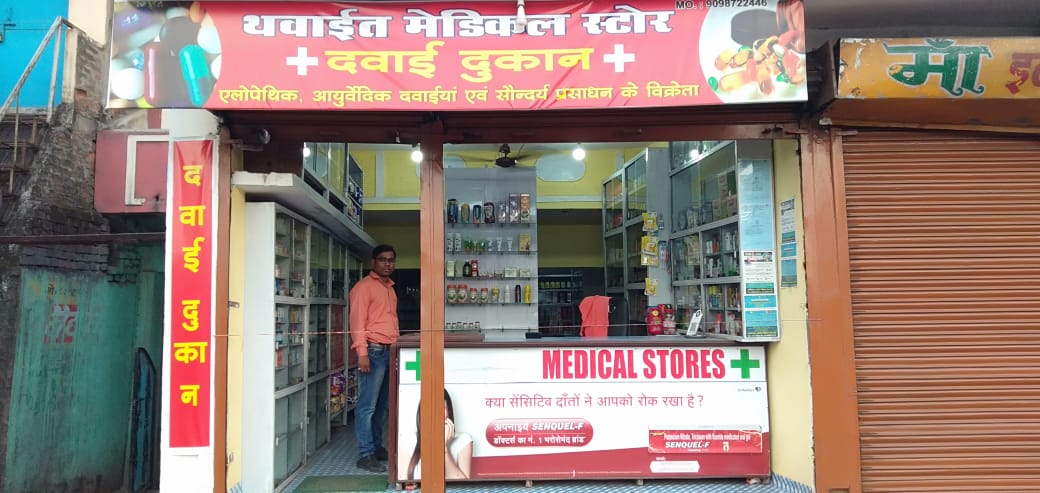 MO. : 9098722446
थवाईत मेडिकल स्टोर
+ दवाई दुकान +
एलोपेथिक, आयुर्वेदिक दवाईयां एवं सौन्दर्य प्रसाधन के विक्रेता
माँ
द
वा
ई
दु
का
न
MEDICAL STORES
क्या सेंसिटिव दाँतों ने आपको रोक रखा है ?
अपनाइये SENQUEL-F
डॉक्टर्स का नं. 1 भरोसेमंद ब्रांड
SENQUEL-F